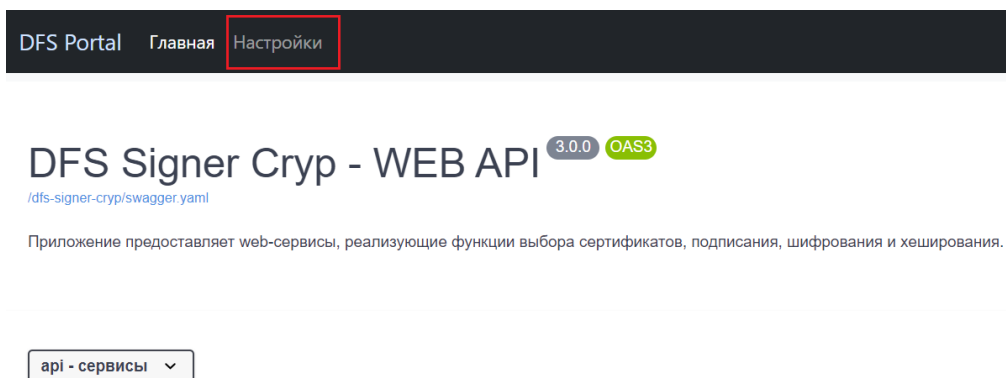 DFS Portal Главная Настройки
DFS Signer Cryp - WEB API 3.0.0 OAS3
/dfs-signer-cryp/swagger.yaml
Приложение предоставляет web-сервисы, реализующие функции выбора сертификатов, подписания, шифрования и хеширования.
api - сервисы